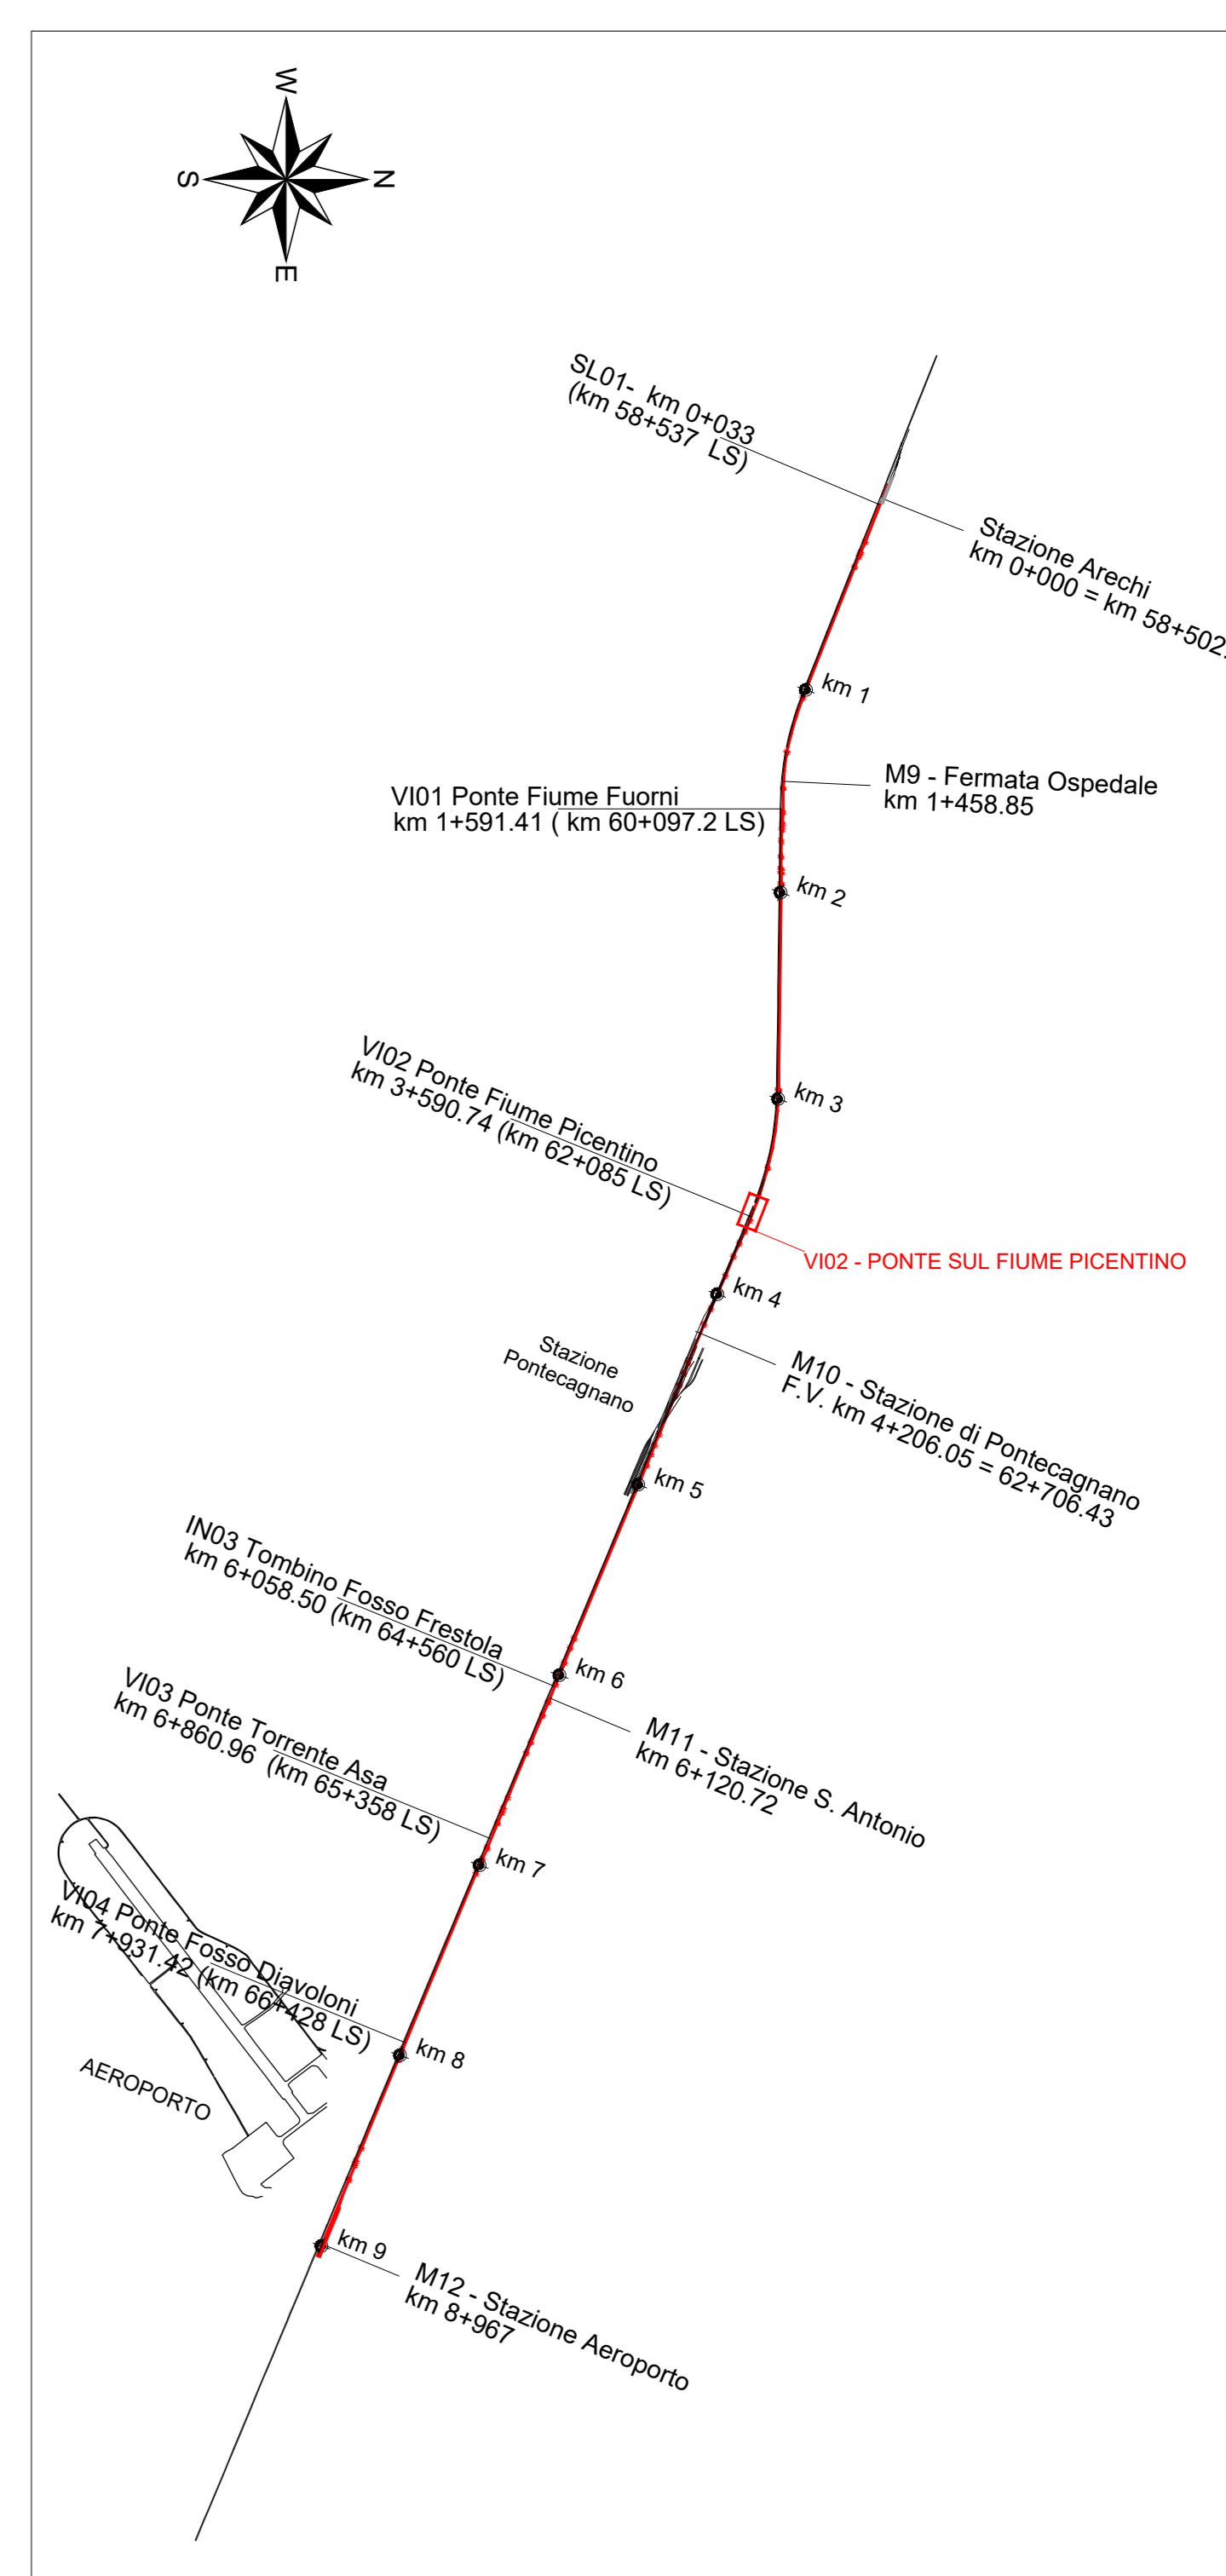 W
S
N
E
SL01- km 0+033
(km 58+537 LS)
Stazione Arechi
km 0+000 = km 58+502.
km 1
M9 - Fermata Ospedale
km 1+458.85
VI01 Ponte Fiume Fuorni
km 1+591.41 ( km 60+097.2 LS)
km 2
km 3
VI02 Ponte Fiume Picentino
km 3+590.74 (km 62+085 LS)
VI02 - PONTE SUL FIUME PICENTINO
km 4
Stazione
Pontecagnano
M10 - Stazione di Pontecagnano
F.V. km 4+206.05 = 62+706.43
km 5
IN03 Tombino Fosso Frestola
km 6+058.50 (km 64+560 LS)
km 6
M11 - Stazione S. Antonio
km 6+120.72
VI03 Ponte Torrente Asa
km 6+860.96 (km 65+358 LS)
km 7
VI04 Ponte Fosso Diavoloni
km 7+931.42 (km 66+428 LS)
km 8
AEROPORTO
km 9
M12 - Stazione Aeroporto
km 8+967